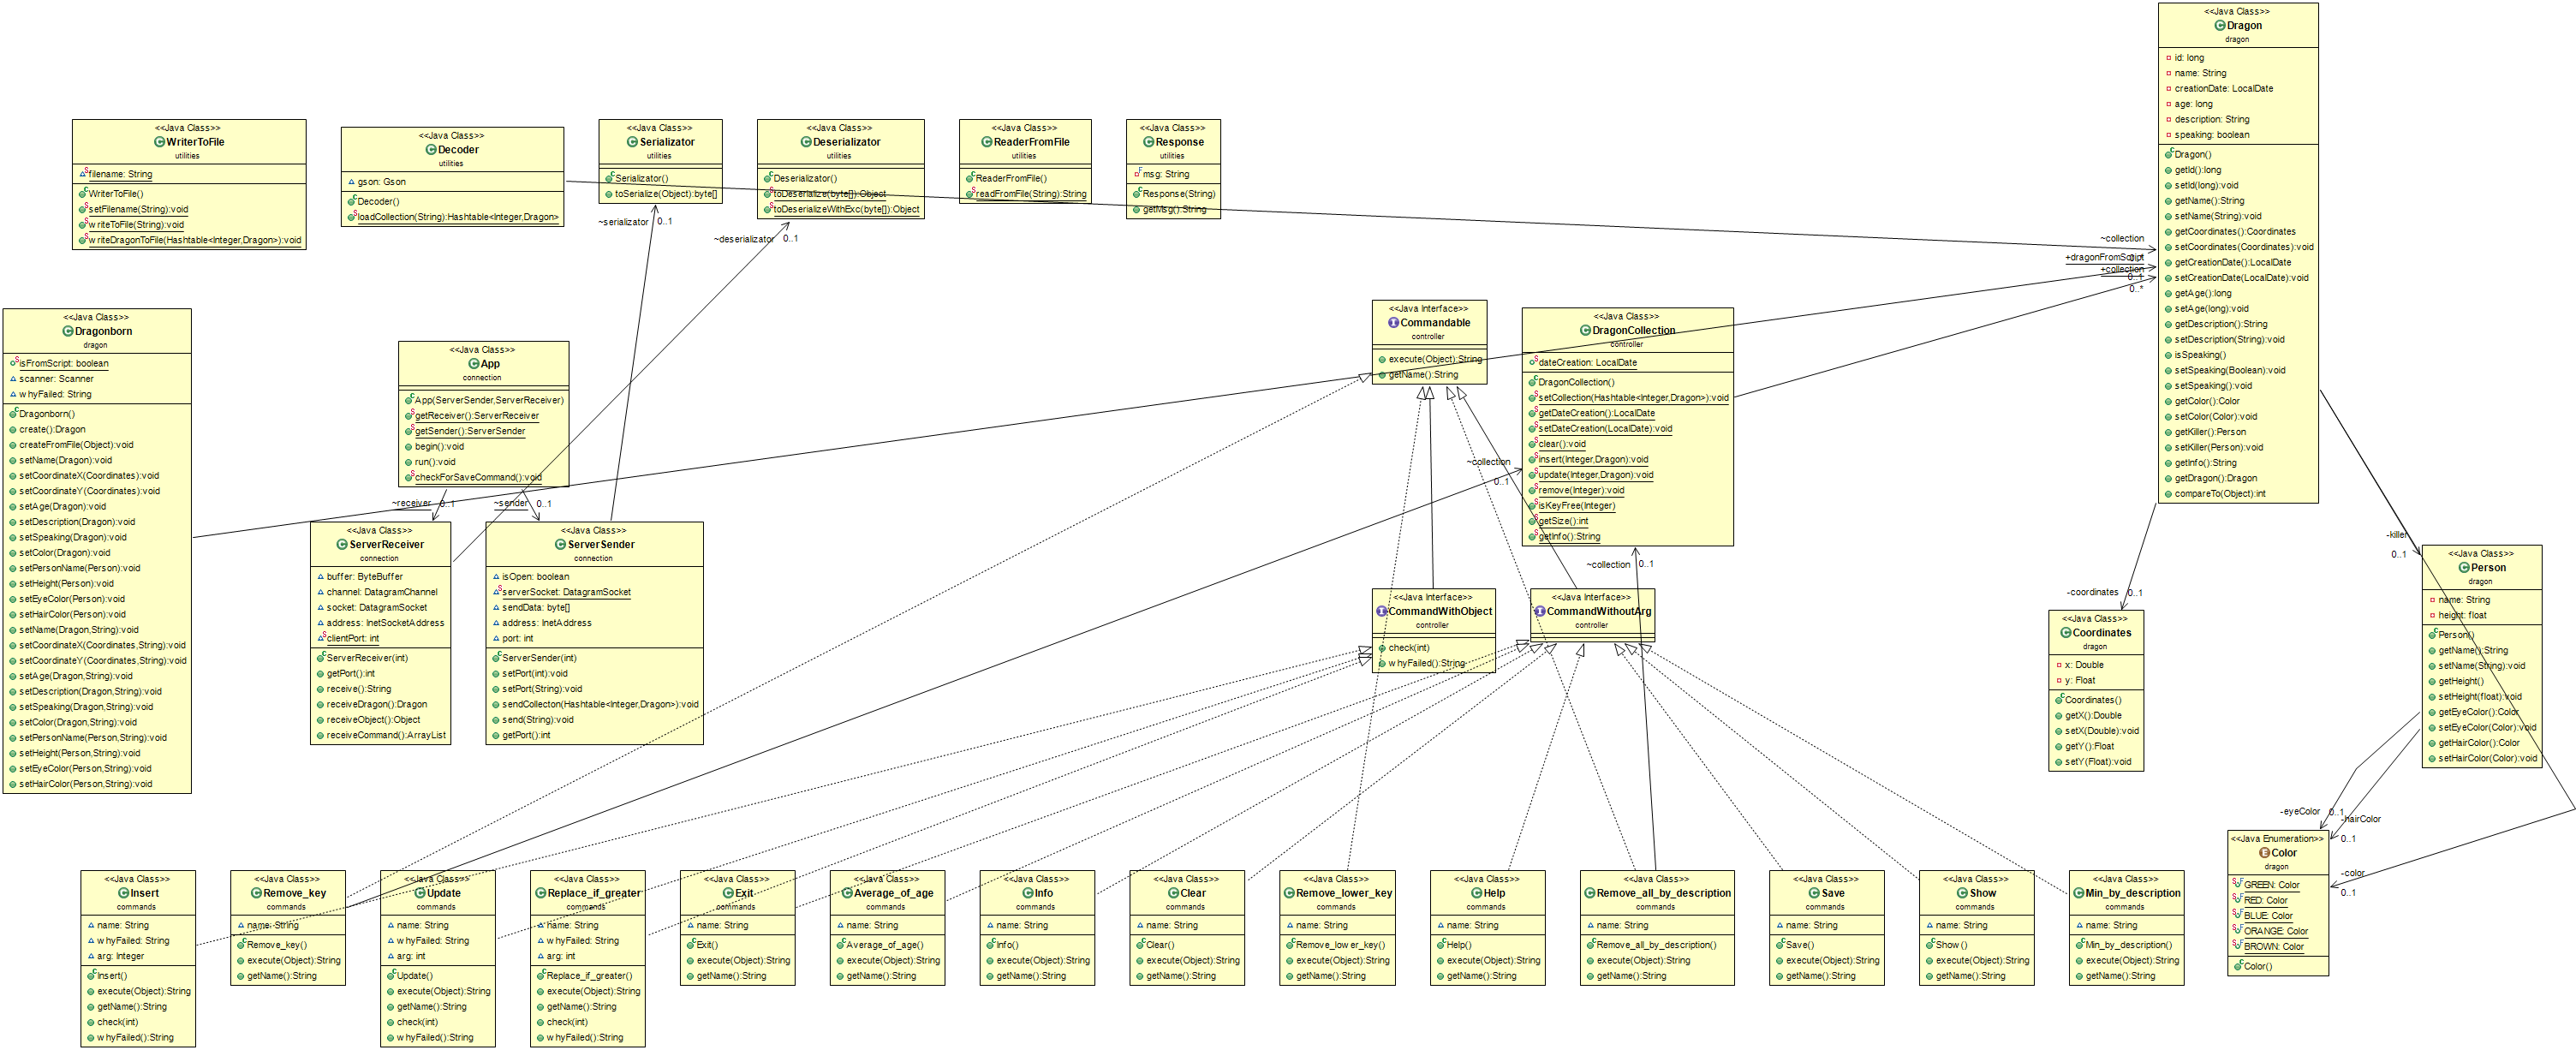 <<Java Class>>
Dragon
dragon
id: long
name: String
creationDate: LocalDate
age: long
description: String
speaking: boolean
Dragon()
getId():long
setId(long):void
getName():String
setName(String):void
getCoordinates():Coordinates
setCoordinates(Coordinates):void
getCreationDate():LocalDate
setCreationDate(LocalDate):void
getAge():long
setAge(long):void
getDescription():String
setDescription(String):void
isSpeaking()
setSpeaking(Boolean):void
setSpeaking():void
getColor():Color
setColor(Color):void
getKiller():Person
setKiller(Person):void
getInfo():String
getDragon():Dragon
compareTo(Object):int
<<Java Class>>
WriterToFile
utilities
filename: String
WriterToFile()
setFilename(String):void
writeToFile(String):void
writeDragonToFile(Hashtable<Integer,Dragon>):void
<<Java Class>>
Decoder
utilities
gson: Gson
Decoder()
loadCollection(String):Hashtable<Integer,Dragon>
<<Java Class>>
Serializator
utilities
Serializator()
toSerialize(Object):byte[]
<<Java Class>>
Deserializator
utilities
Deserializator()
toDeserialize(byte[]):Object
toDeserializeWithExc(byte[]):Object
<<Java Class>>
ReaderFromFile
utilities
ReaderFromFile()
readFromFile(String):String
<<Java Class>>
Response
utilities
msg: String
Response(String)
getMsg():String
~serializator 0..1
~deserializator 0..1
~collection
0..*
+dragonFromScript
0..1
+collection
0..*
<<Java Class>>
Dragonborn
dragon
isFromScript: boolean
scanner: Scanner
whyFailed: String
Dragonborn()
create():Dragon
createFromFile(Object):void
setName(Dragon):void
setCoordinateX(Coordinates):void
setCoordinateY(Coordinates):void
setAge(Dragon):void
setDescription(Dragon):void
setSpeaking(Dragon):void
setColor(Dragon):void
setPersonName(Person):void
setHeight(Person):void
setEyeColor(Person):void
setHairColor(Person):void
setName(Dragon,String):void
setCoordinateX(Coordinates,String):void
setCoordinateY(Coordinates,String):void
setAge(Dragon,String):void
setDescription(Dragon,String):void
setSpeaking(Dragon,String):void
setColor(Dragon,String):void
setPersonName(Person,String):void
setHeight(Person,String):void
setEyeColor(Person,String):void
setHairColor(Person,String):void
<<Java Class>>
App
connection
App(ServerSender,ServerReceiver)
getReceiver():ServerReceiver
getSender():ServerSender
begin():void
run():void
checkForSaveCommand():void
~receiver 0..1
~sender 0..1
<<Java Class>>
ServerReceiver
connection
buffer: ByteBuffer
channel: DatagramChannel
socket: DatagramSocket
address: InetSocketAddress
clientPort: int
ServerReceiver(int)
getPort():int
receive():String
receiveDragon():Dragon
receiveObject():Object
receiveCommand():ArrayList
<<Java Class>>
ServerSender
connection
isOpen: boolean
serverSocket: DatagramSocket
sendData: byte[]
address: InetAddress
port: int
ServerSender(int)
setPort(int):void
setPort(String):void
sendCollecton(Hashtable<Integer,Dragon>):void
send(String):void
getPort():int
<<Java Interface>>
Commandable
controller
execute(Object):String
getName():String
<<Java Class>>
DragonCollection
controller
dateCreation: LocalDate
DragonCollection()
setCollection(Hashtable<Integer,Dragon>):void
getDateCreation():LocalDate
setDateCreation(LocalDate):void
clear():void
insert(Integer,Dragon):void
update(Integer,Dragon):void
remove(Integer):void
isKeyFree(Integer)
getSize():int
getInfo():String
~collection
0..1
~collection 0..1
<<Java Interface>>
CommandWithObject
controller
check(int)
whyFailed():String
<<Java Interface>>
CommandWithoutArg
controller
-coordinates 0..1
<<Java Class>>
Coordinates
dragon
x: Double
y: Float
Coordinates()
getX():Double
setX(Double):void
getY():Float
setY(Float):void
-killer
0..1
<<Java Class>>
Person
dragon
name: String
height: float
Person()
getName():String
setName(String):void
getHeight()
setHeight(float):void
getEyeColor():Color
setEyeColor(Color):void
getHairColor():Color
setHairColor(Color):void
-eyeColor 0..1
-hairColor
0..1
-color
0..1
<<Java Enumeration>>
Color
dragon
GREEN: Color
RED: Color
BLUE: Color
ORANGE: Color
BROWN: Color
Color()
<<Java Class>>
Insert
commands
name: String
whyFailed: String
arg: Integer
Insert()
execute(Object):String
getName():String
check(int)
whyFailed():String
<<Java Class>>
Remove_key
commands
name: String
Remove_key()
execute(Object):String
getName():String
<<Java Class>>
Update
commands
name: String
whyFailed: String
arg: int
Update()
execute(Object):String
getName():String
check(int)
whyFailed():String
<<Java Class>>
Replace_if_greater
commands
name: String
whyFailed: String
arg: int
Replace_if_greater()
execute(Object):String
getName():String
check(int)
whyFailed():String
<<Java Class>>
Exit
commands
name: String
Exit()
execute(Object):String
getName():String
<<Java Class>>
Average_of_age
commands
name: String
Average_of_age()
execute(Object):String
getName():String
<<Java Class>>
Info
commands
name: String
Info()
execute(Object):String
getName():String
<<Java Class>>
Clear
commands
name: String
Clear()
execute(Object):String
getName():String
<<Java Class>>
Remove_lower_key
commands
name: String
Remove_lower_key()
execute(Object):String
getName():String
<<Java Class>>
Help
commands
name: String
Help()
execute(Object):String
getName():String
<<Java Class>>
Remove_all_by_description
commands
name: String
Remove_all_by_description()
execute(Object):String
getName():String
<<Java Class>>
Save
commands
name: String
Save()
execute(Object):String
getName():String
<<Java Class>>
Show
commands
name: String
Show()
execute(Object):String
getName():String
<<Java Class>>
Min_by_description
commands
name: String
Min_by_description()
execute(Object):String
getName():String